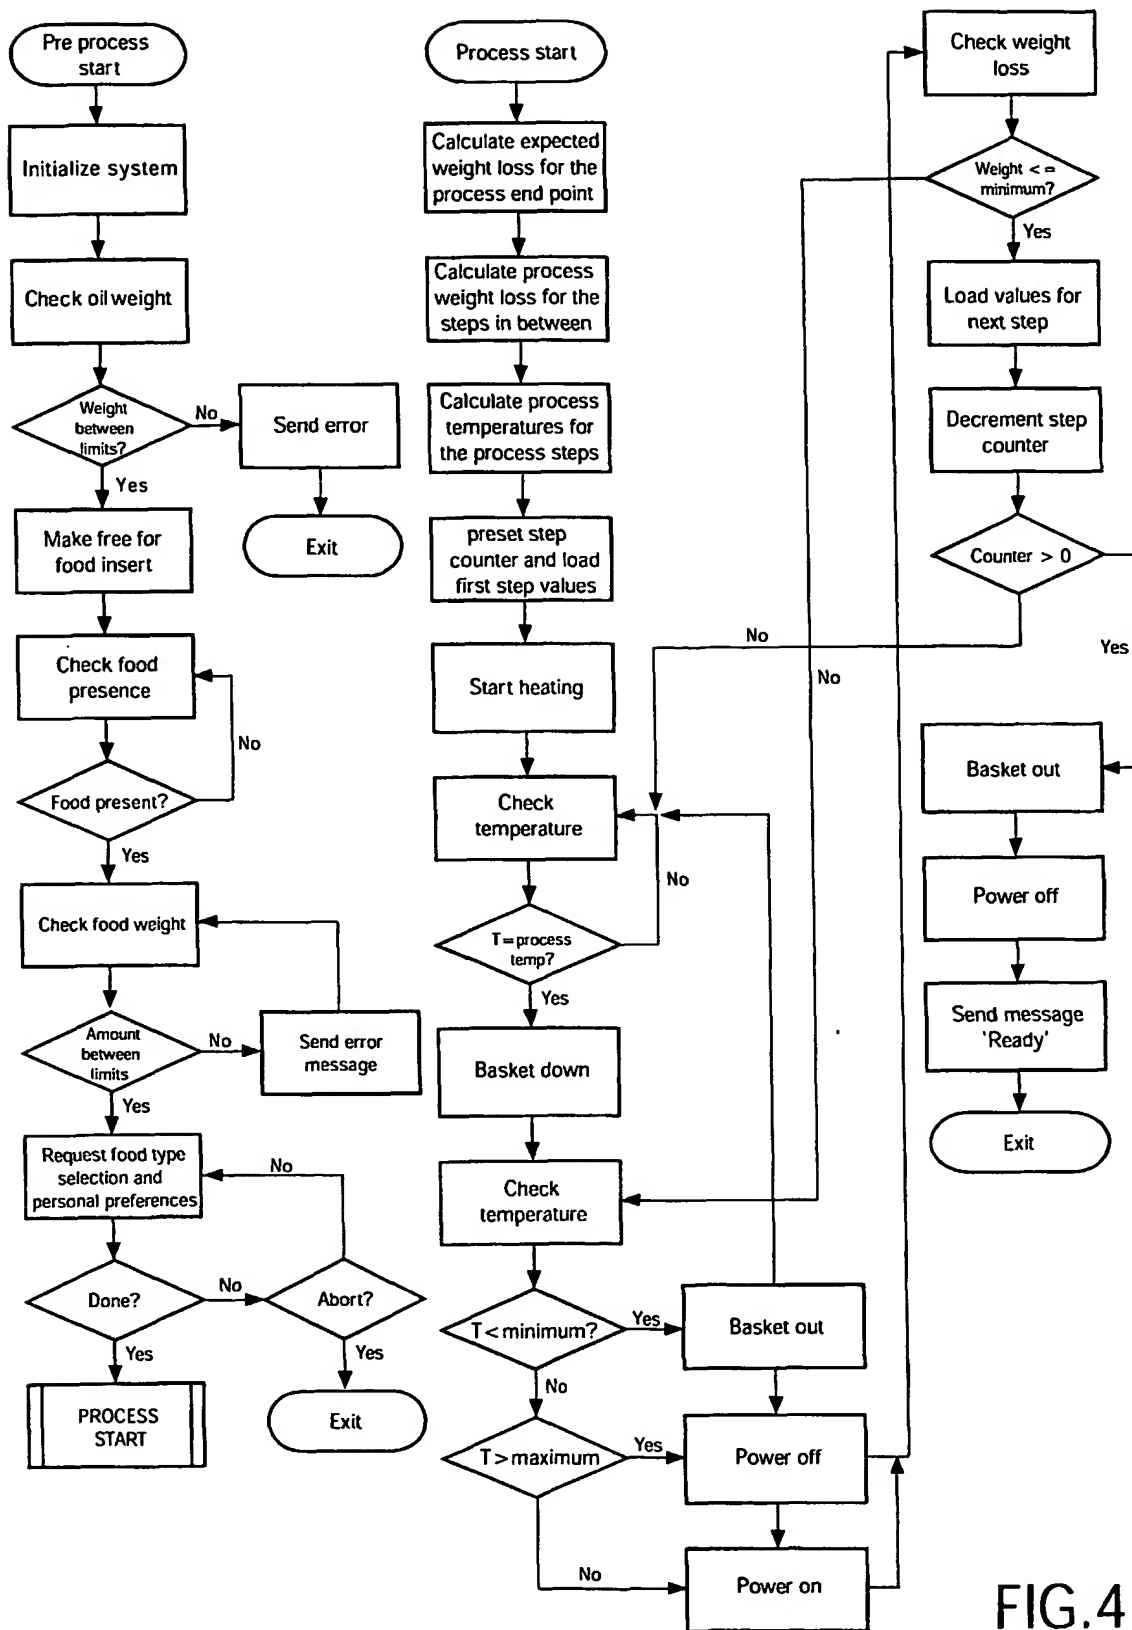 Pre process
start
Initialize system
Check oil weight
Weight
between
limits?
No
Send error
Exit
Yes
Make free for
food insert
Check food
presence
No
Food present?
Yes
Check food weight
Amount
between
limits
No
Send error
message
Yes
Request food type
selection and
personal preferences
No
Done?
No
Abort?
Yes
Yes
PROCESS
START
Exit
Process start
Calculate expected
weight loss for the
process end point
Calculate process
weight loss for the
steps in between
Calculate process
temperatures for
the process steps
preset step
counter and load
first step values
Start heating
Check
temperature
No
T=process
temp?
Yes
Basket down
Check
temperature
T<minimum?
Yes
Basket out
No
T>maximum
Yes
Power off
No
Power on
Check weight
loss
Weight < =
minimum?
Yes
No
Load values for
next step
Decrement step
counter
Counter > 0
No
Yes
Basket out
Power off
Send message
'Ready'
Exit
FIG.4